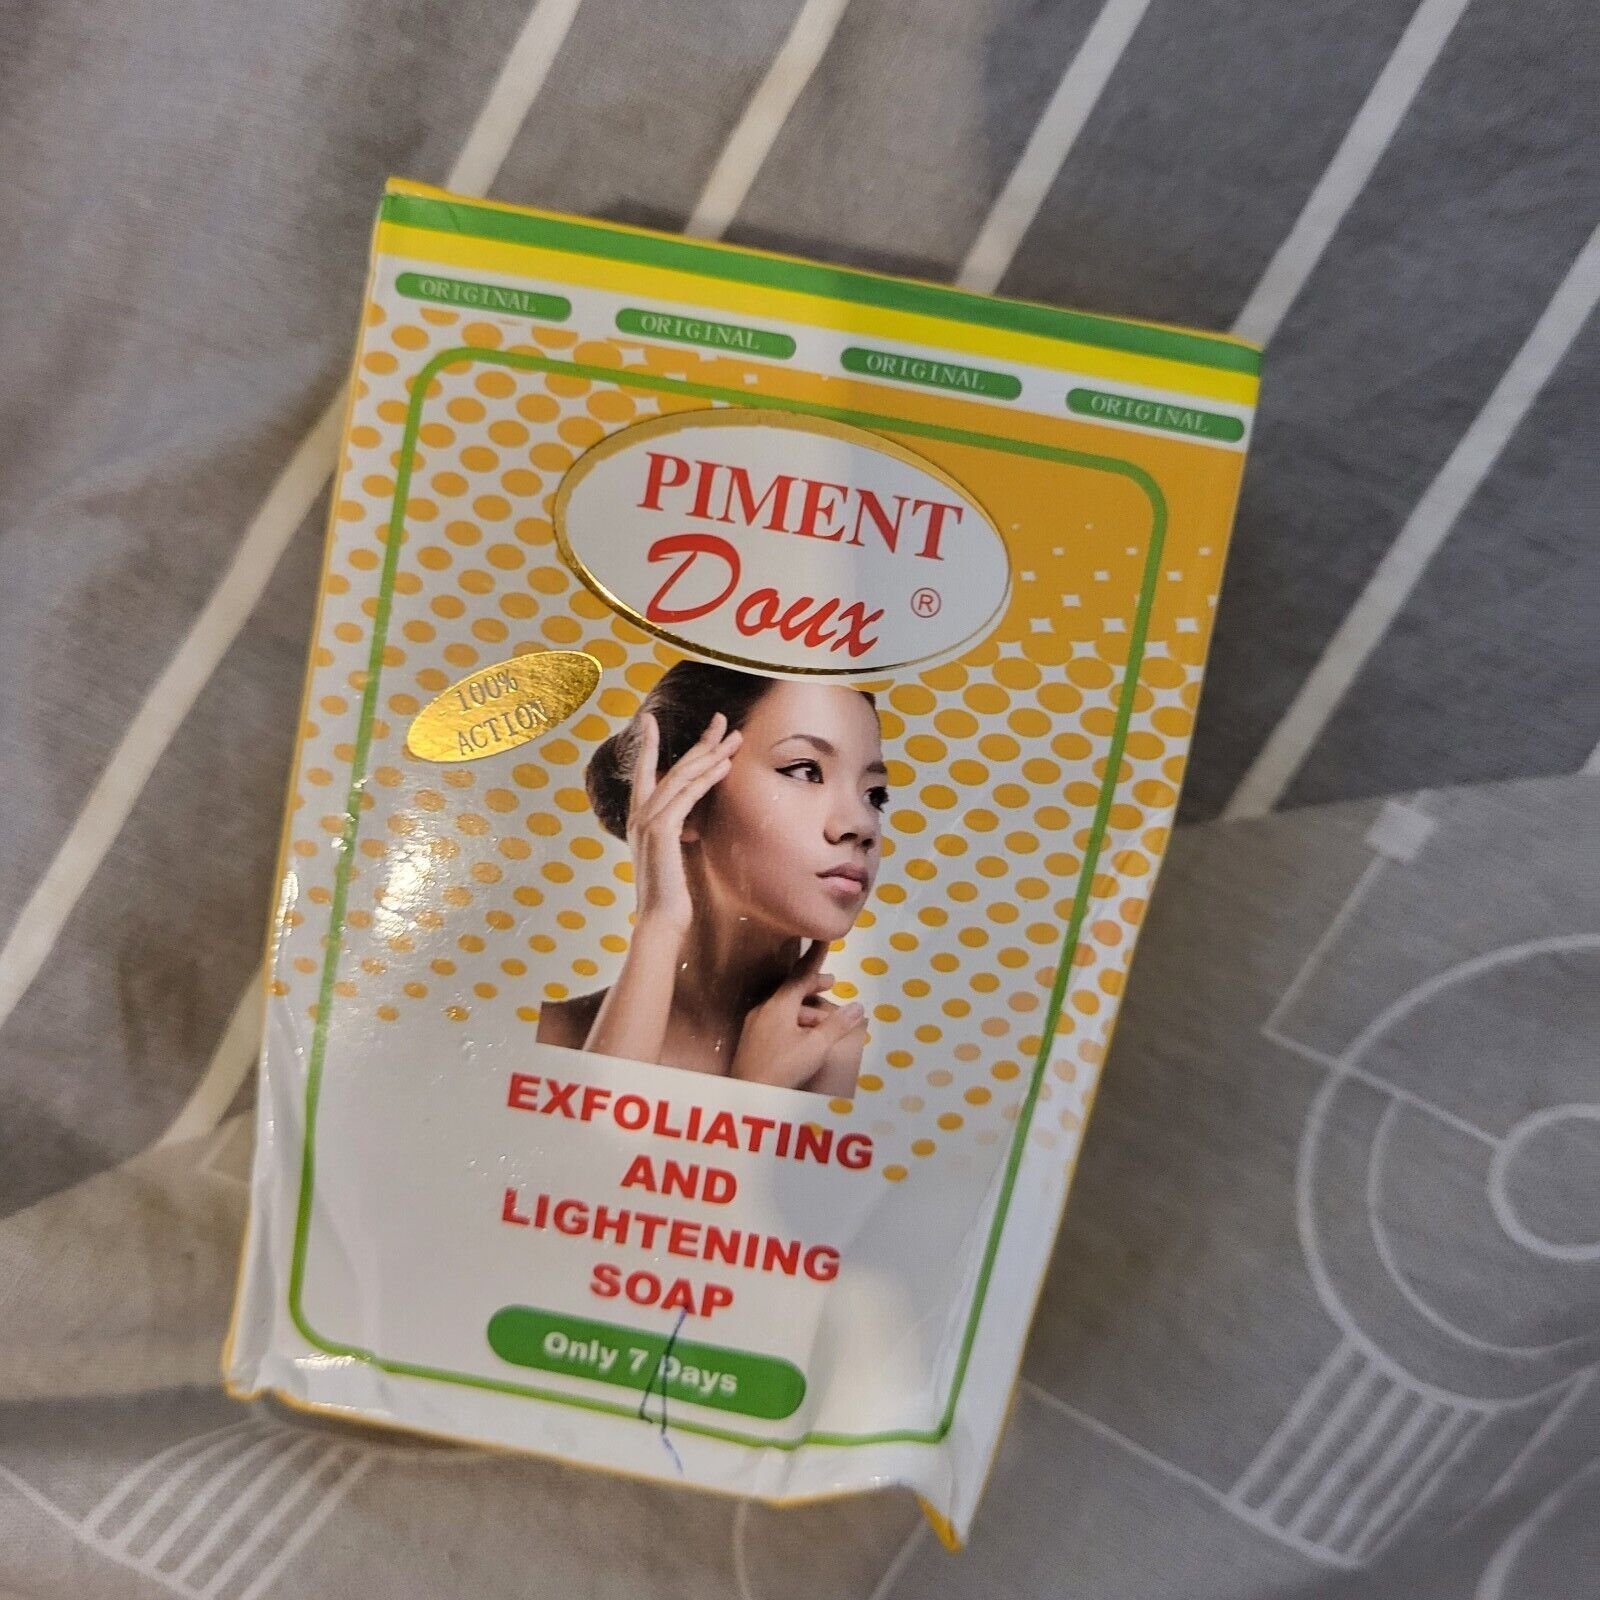 ORIGINAL ORIGINAL ORIGINAL ORIGINAL
PIMENT
Doux ®
100%
ACTION
EXFOLIATING
AND
LIGHTENING
SOAP
Only 7 Days